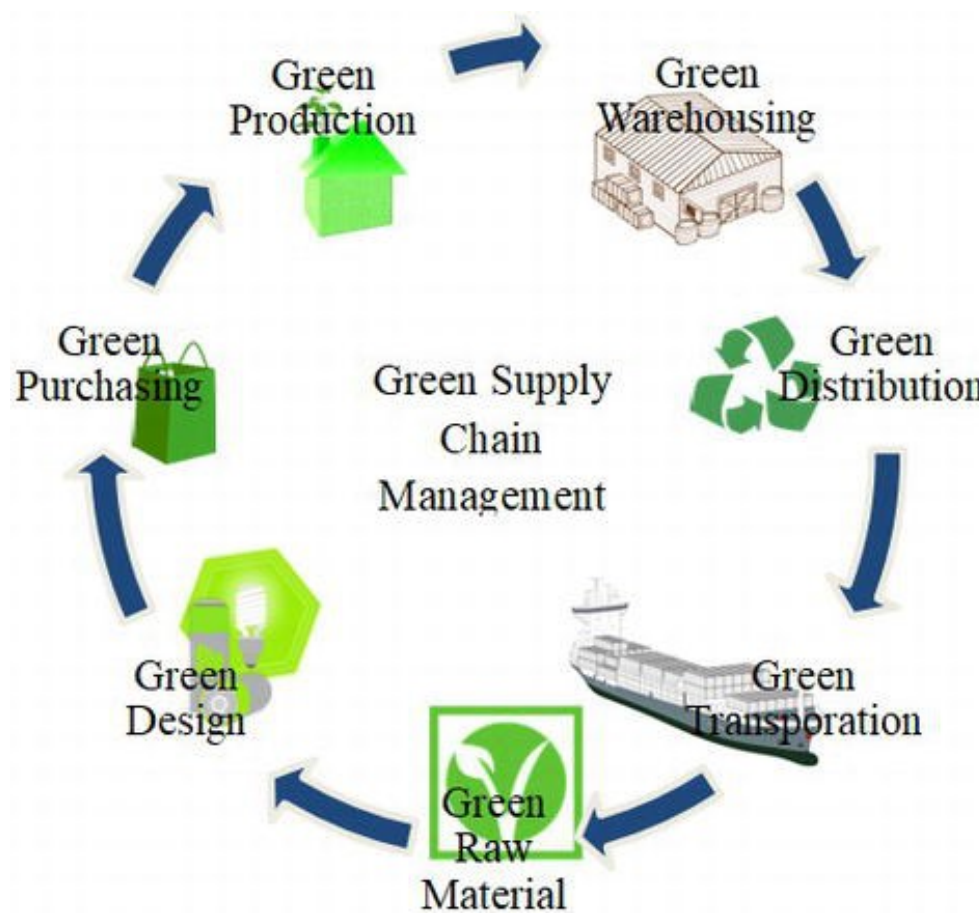 Green
Production
Green
Warehousing
Green
Purchasing
Green Supply
Chain
Management
Green
Distribution
Green
Design
Green
Transporation
Green
Raw
Material